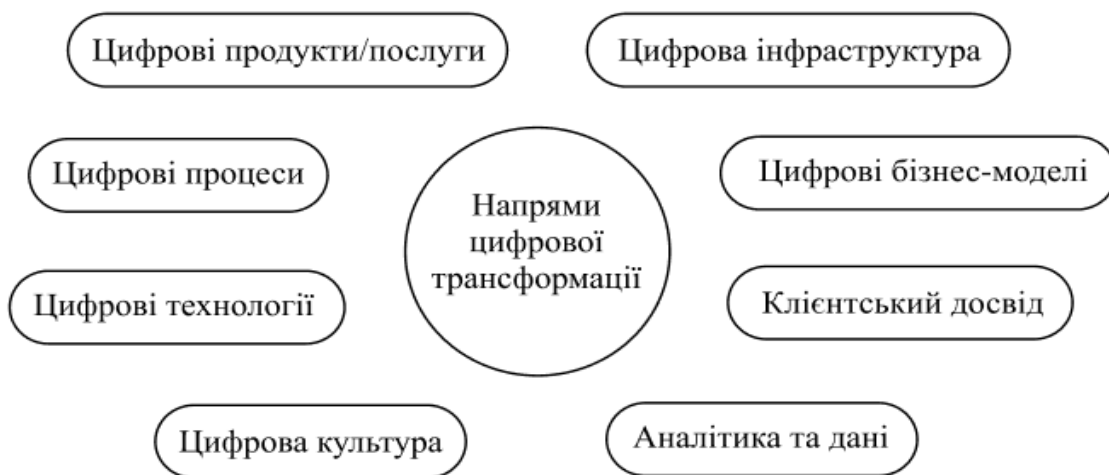 Цифрові продукти/послуги
Цифрова інфраструктура
Цифрові процеси
Цифрові бізнес-моделі
Напрями
цифрової
трансформації
Цифрові технології
Клієнтський досвід
Цифрова культура
Аналітика та дані